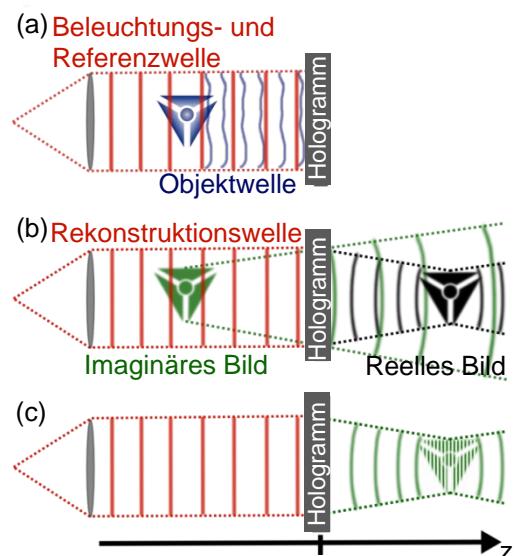 (a) Beleuchtungs- und
Referenzwelle
Hologramm
Objektwelle
(b) Rekonstruktionswelle
Hologramm
Imaginäres Bild
Reelles Bild
(c)
Hologramm
z